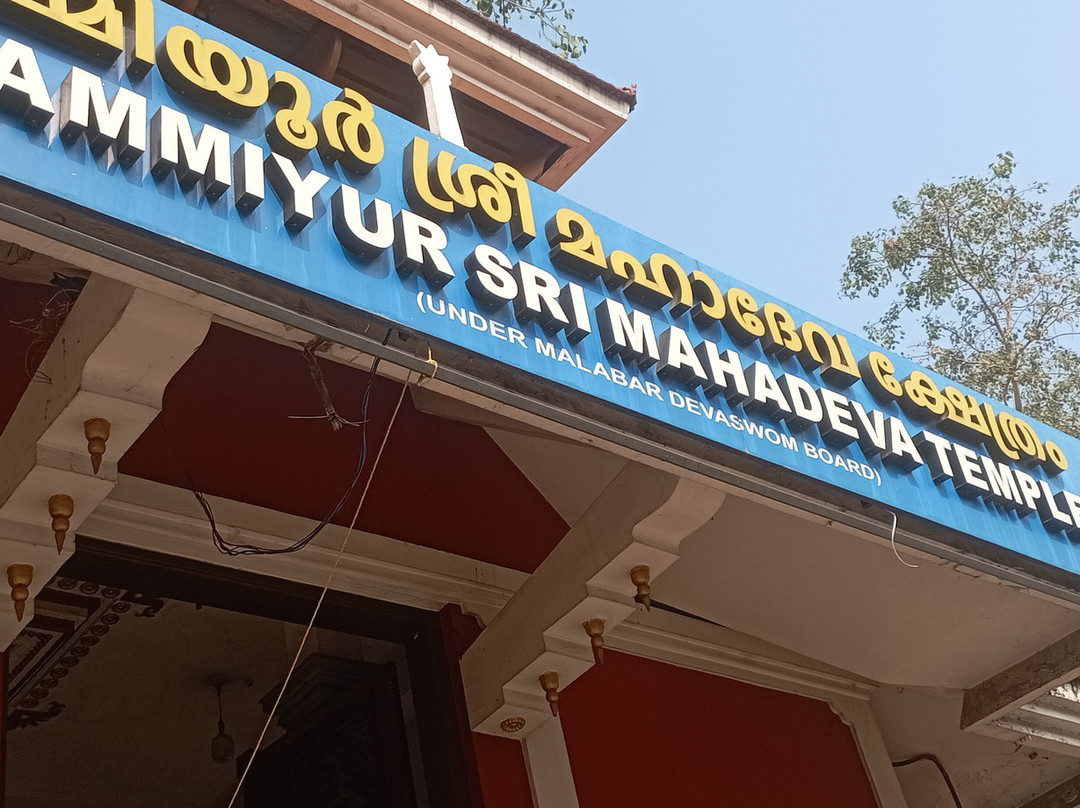 മ്മിയൂർ ശ്രീ മഹാദേവ ക്ഷേത്രം
AMMIYUR SRI MAHADEVA TEMPLE
(UNDER MALABAR DEVASWOM BOARD)